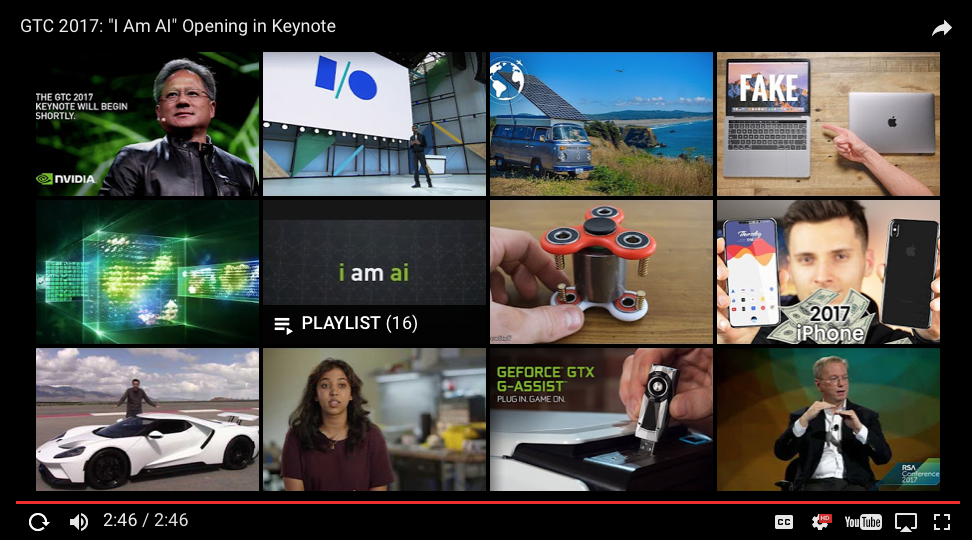 GTC 2017: "I Am AI" Opening in Keynote
THE GTC 2017
KEYNOTE WILL BEGIN
SHORTLY.
NVIDIA
I/O
FAKE
i am ai
PLAYLIST (16)
2017
iPhone
GEFORCE GTX
G-ASSIST™
PLUG IN. GAME ON.
RSA
Conference
2017
2:46 / 2:46
CC
HD
YouTube